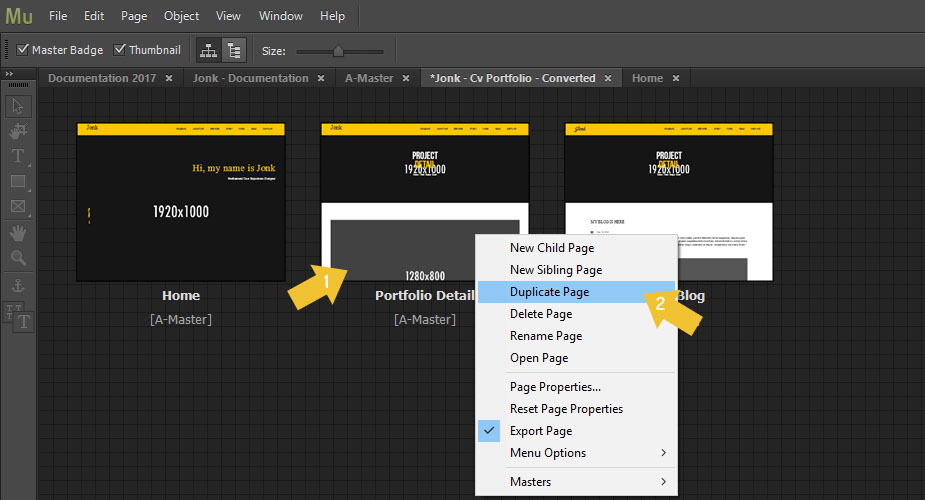 Mu File Edit Page Object View Window Help
Master Badge Thumbnail Size:
Documentation 2017 × Jonk - Documentation × A-Master × *Jonk - Cv Portfolio - Converted × Home ×
Jonk
Hi, my name is Jonk
1920x1000
Home
[A-Master]
Jonk
PROJECT
DETAIL
1920x1000
1280x800
1
Portfolio Detail
[A-Master]
Jonk
PROJECT
DETAIL
1920x1000
MY BLOG IS HERE
Blog
New Child Page
New Sibling Page
Duplicate Page
2
Delete Page
Rename Page
Open Page
Page Properties...
Reset Page Properties
Export Page
Menu Options
Masters
T
T T
T